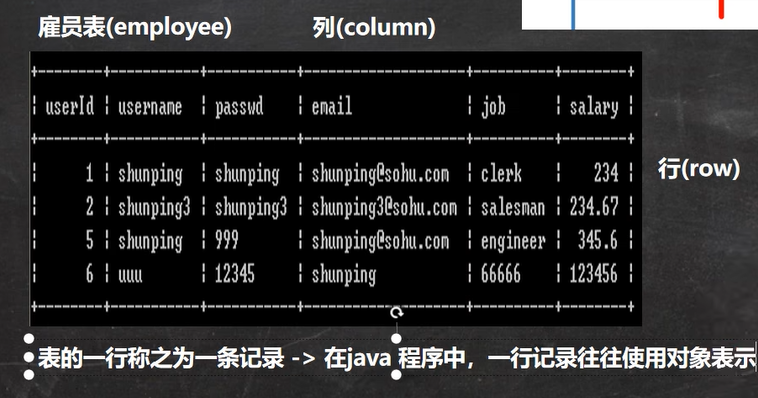 雇员表(employee) 列(column)
userId username passwd email job salary
1 shunping shunping shunping@sohu.com clerk 234
2 shunping3 shunping3 shunping3@sohu.com salesman 234.67
行(row)
5 shunping 999 shunping@sohu.com engineer 345.6
6 uuu 12345 shunping 66666 123456
表的一行称之为一条记录 -> 在java 程序中，一行记录往往使用对象表示